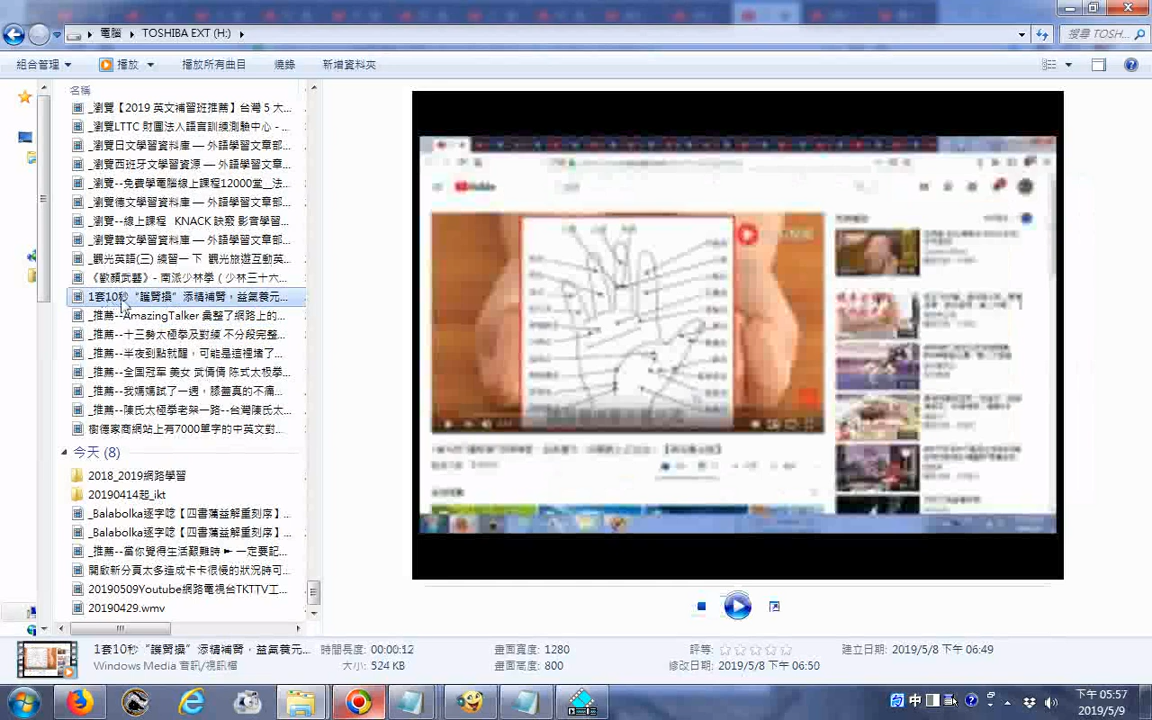 電腦 ▸ TOSHIBA EXT (H:) ▸
搜尋 TOSH...
組合管理 播放 播放所有曲目 燒錄 新增資料夾
名稱
_瀏覽【2019 英文補習班推薦】台灣 5 大...
_瀏覽LTTC 財團法人語言訓練測驗中心 - ...
_瀏覽日文學習資料庫 — 外語學習文章部...
_瀏覽西班牙文學習資源 — 外語學習文章...
_瀏覽--免費學電腦線上課程12000堂__法...
_瀏覽德文學習資料庫 — 外語學習文章部...
_瀏覽--線上課程 KNACK 訣竅 影音學習...
_瀏覽韓文學習資料庫 — 外語學習文章部...
_觀光英語(三) 練習一下 觀光旅遊互動英...
《歡顏武藝》- 南派少林拳 ( 少林三十六...
1套10秒“護腎操”添精補腎，益氣養元...
_推薦--AmazingTalker 彙整了網路上的...
_推薦--十三勢太極拳及對練 不分段完整...
_推薦--半夜到點就醒，可能是這裡堵了...
_推薦--全国冠军 美女 武倩倩 陈式太极拳...
_推薦--我媽媽試了一週，膝蓋真的不痛...
_推薦--陳氏太極拳老架一路--台灣陳氏太...
樹德家商網站上有7000單字的中英文對...
今天 (8)
2018_2019網路學習
20190414起_ikt
_Balabolka逐字唸【四書蕅益解重刻序】...
_Balabolka逐字唸【四書蕅益解重刻序】...
_推薦--當你覺得生活艱難時 ► 一定要記...
開啟新分頁太多造成卡卡很慢的狀況時可...
20190509Youtube網路電視台TKTTV工...
20190429.wmv
1套10秒“護腎操”添精補腎，益氣養元... 時間長度: 00:00:12 畫面寬度: 1280 評等: 建立日期: 2019/5/8 下午 06:49
Windows Media 音訊/視訊檔 大小: 524 KB 畫面高度: 800 修改日期: 2019/5/8 下午 06:50
中
下午 05:57
2019/5/9